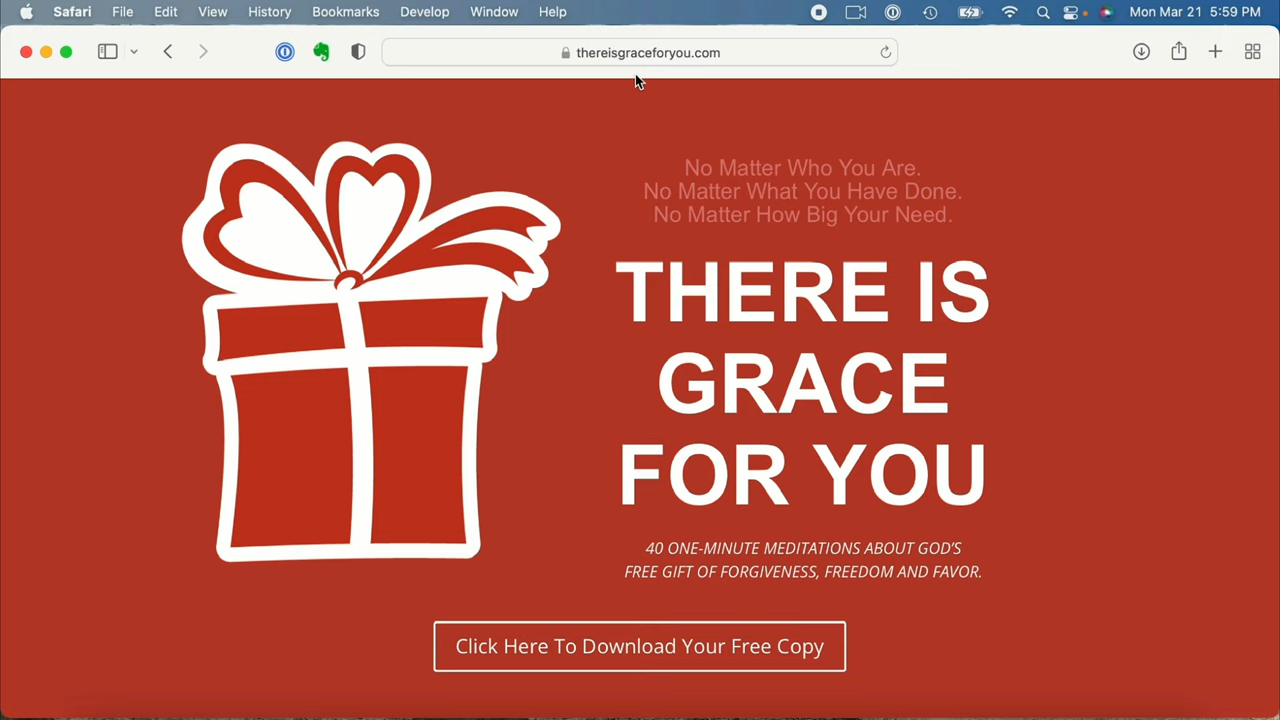 Safari File Edit View History Bookmarks Develop Window Help Mon Mar 21 5:59 PM
thereisgraceforyou.com
No Matter Who You Are.
No Matter What You Have Done.
No Matter How Big Your Need.
THERE IS
GRACE
FOR YOU
40 ONE-MINUTE MEDITATIONS ABOUT GOD'S
FREE GIFT OF FORGIVENESS, FREEDOM AND FAVOR.
Click Here To Download Your Free Copy